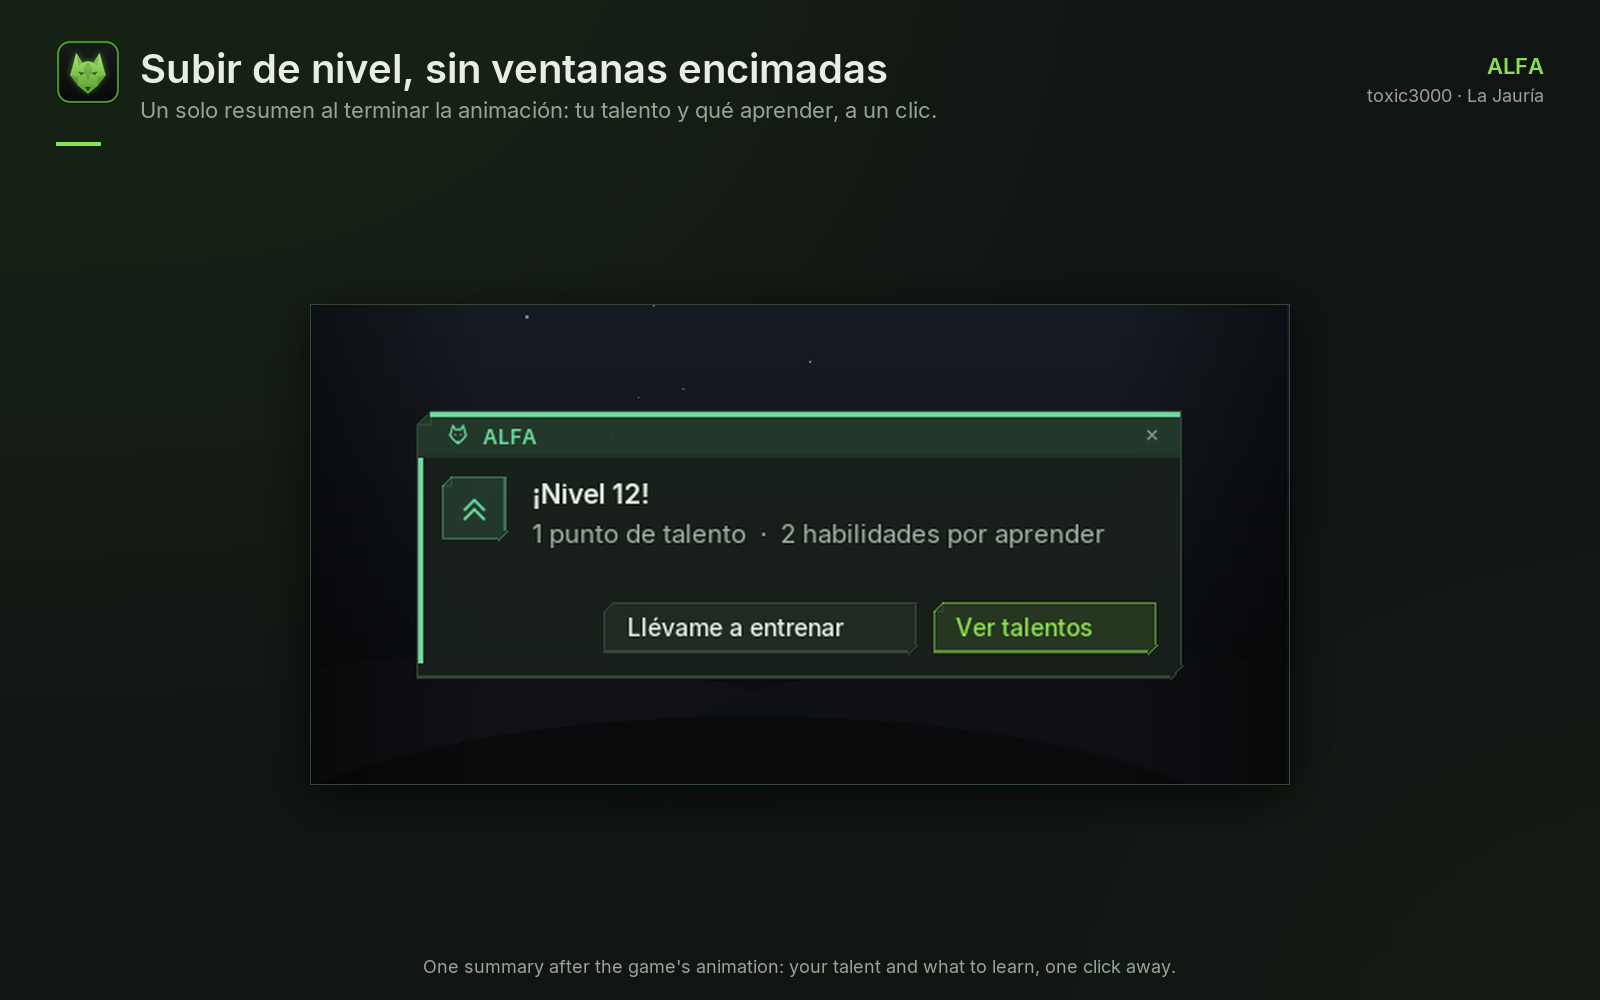 Subir de nivel, sin ventanas encimadas
Un solo resumen al terminar la animación: tu talento y qué aprender, a un clic.
ALFA
toxic3000 · La Jauría
ALFA
×
¡Nivel 12!
1 punto de talento · 2 habilidades por aprender
Llévame a entrenar
Ver talentos
One summary after the game's animation: your talent and what to learn, one click away.